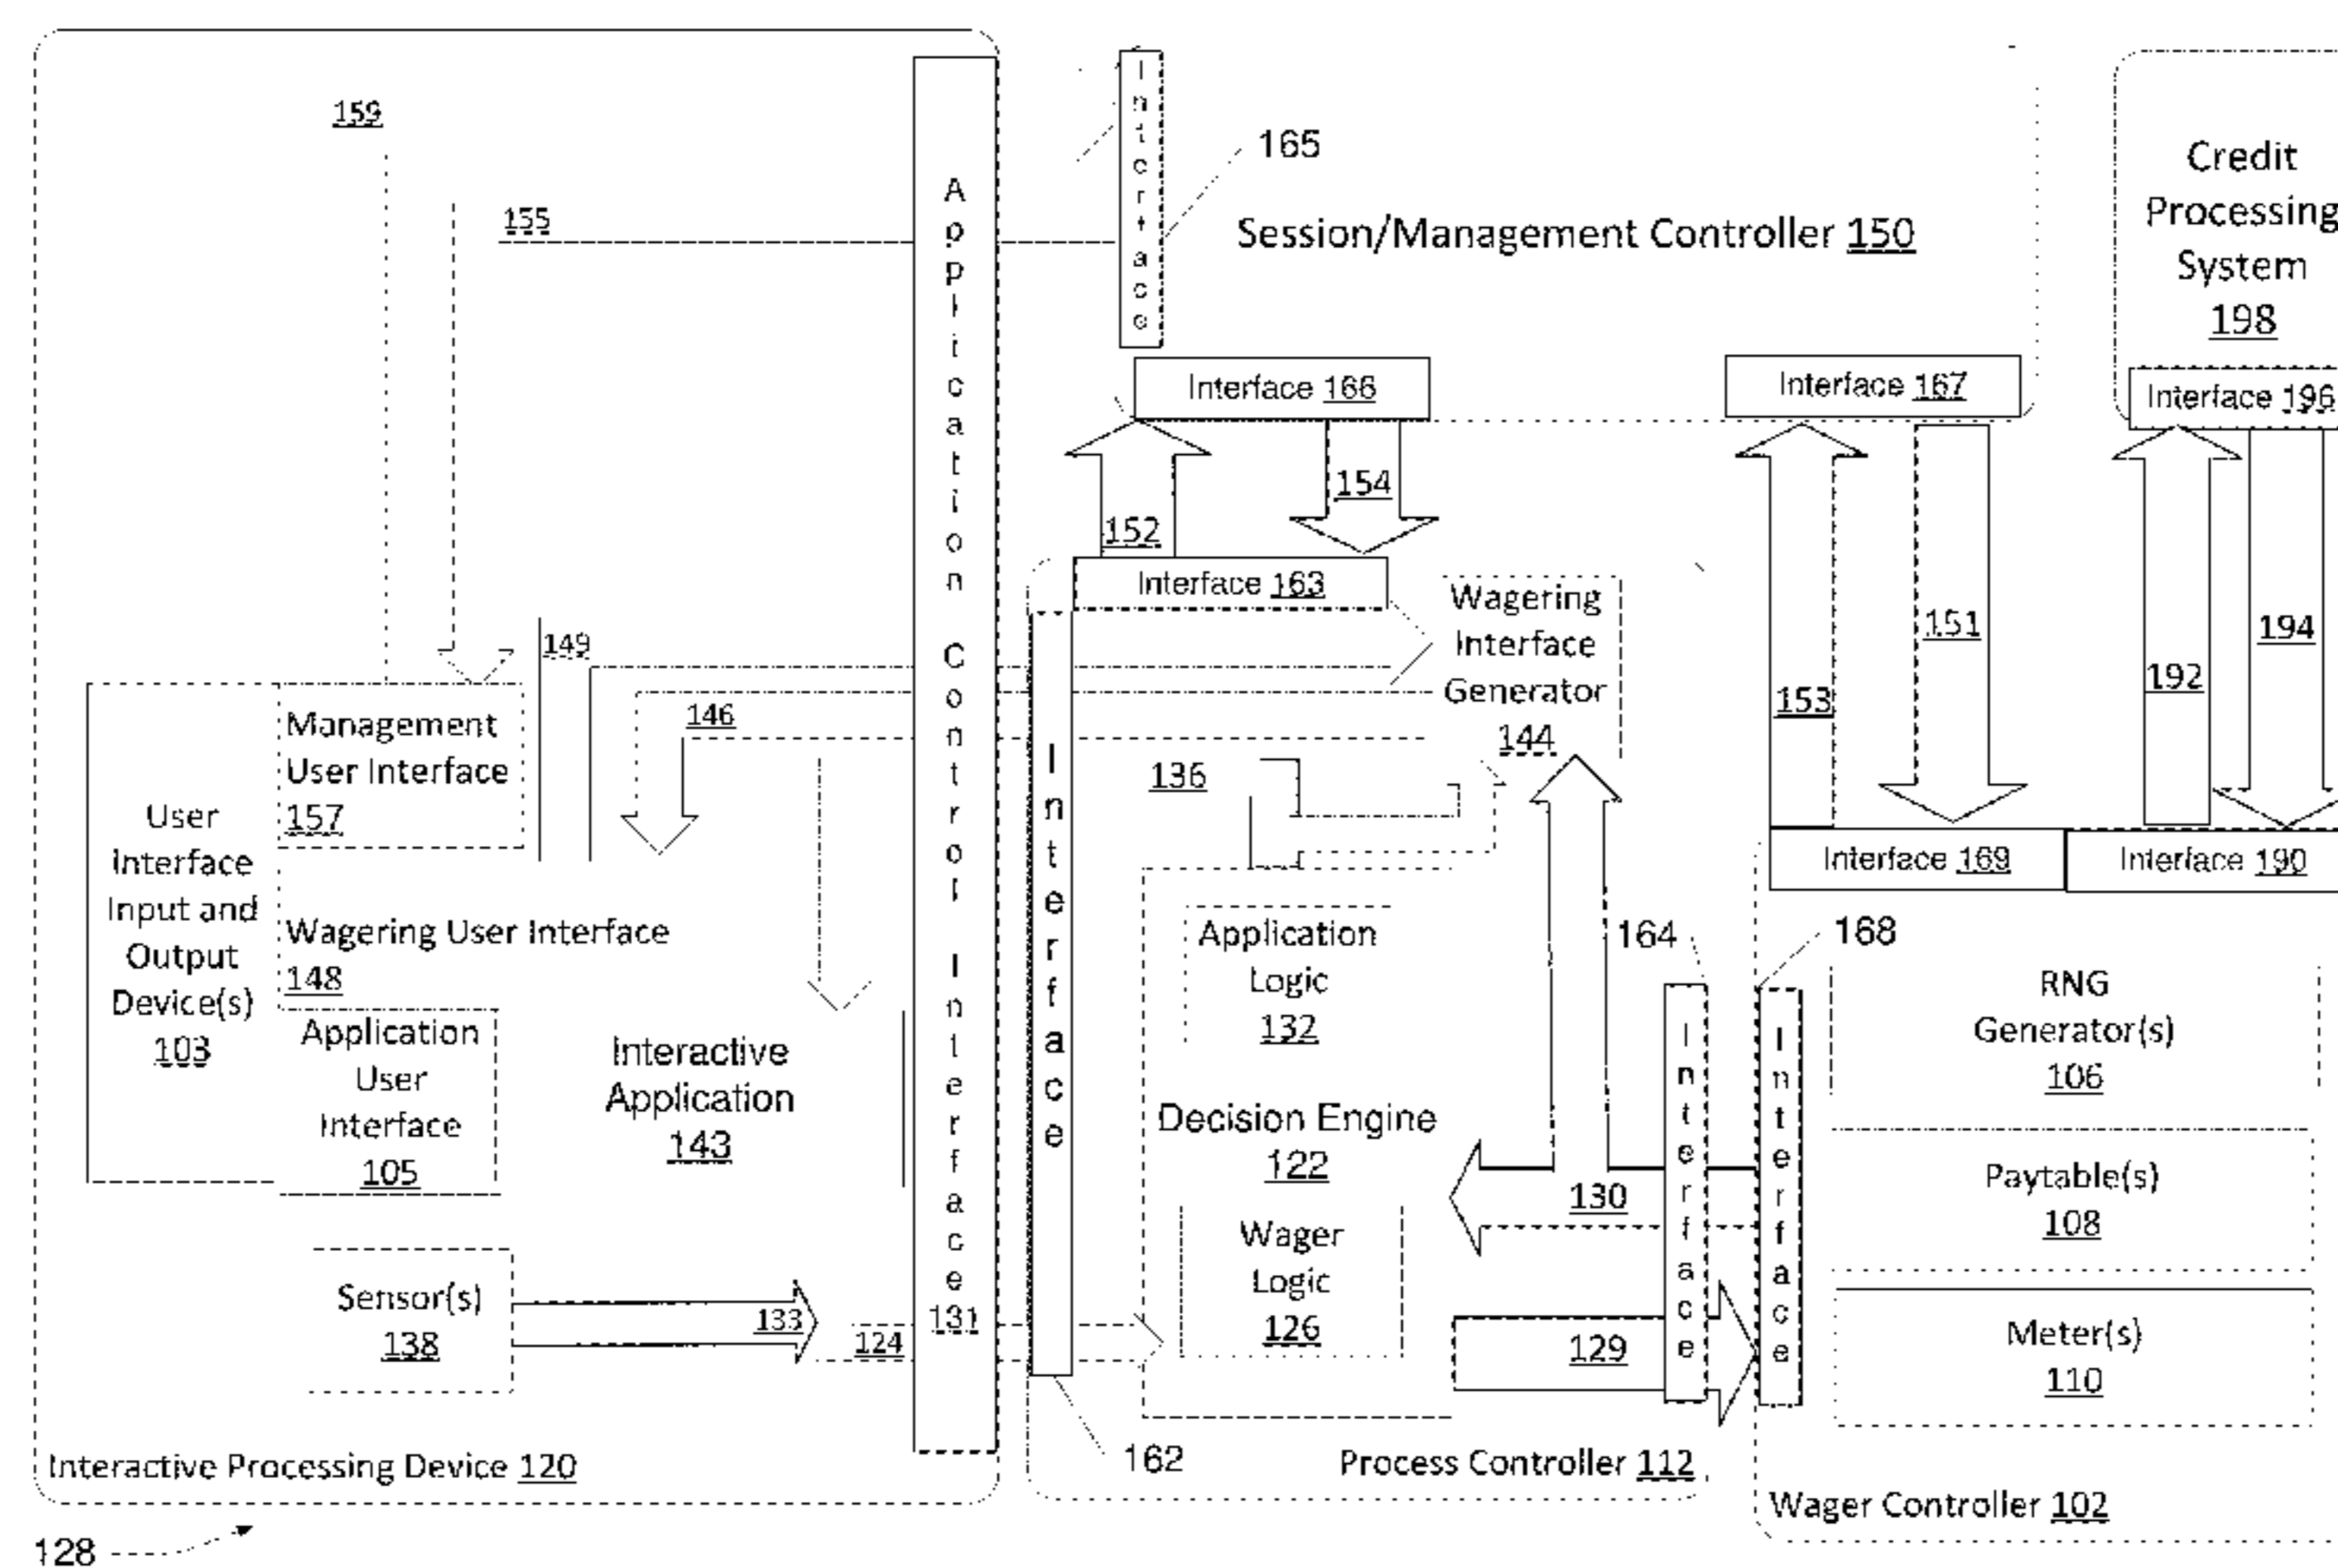 159
155
Application Control Interface
131
Interface
165
Session/Management Controller 150
Credit
Processing
System
198
Interface 166
Interface 167
Interface 196
152
154
153
151
192
194
Interface 163
Wagering
Interface
Generator
144
149
146
136
Management
User Interface
157
User
Interface
Input and
Output
Device(s)
103
Wagering User Interface
148
Application
User
Interface
105
Interactive
Application
143
Sensor(s)
138
133
124
Interface
162
Application
Logic
132
Decision Engine
122
Wager
Logic
126
130
129
164
Interface
168
Interface
Interface 169
Interface 190
RNG
Generator(s)
106
Paytable(s)
108
Meter(s)
110
Interactive Processing Device 120
Process Controller 112
Wager Controller 102
128